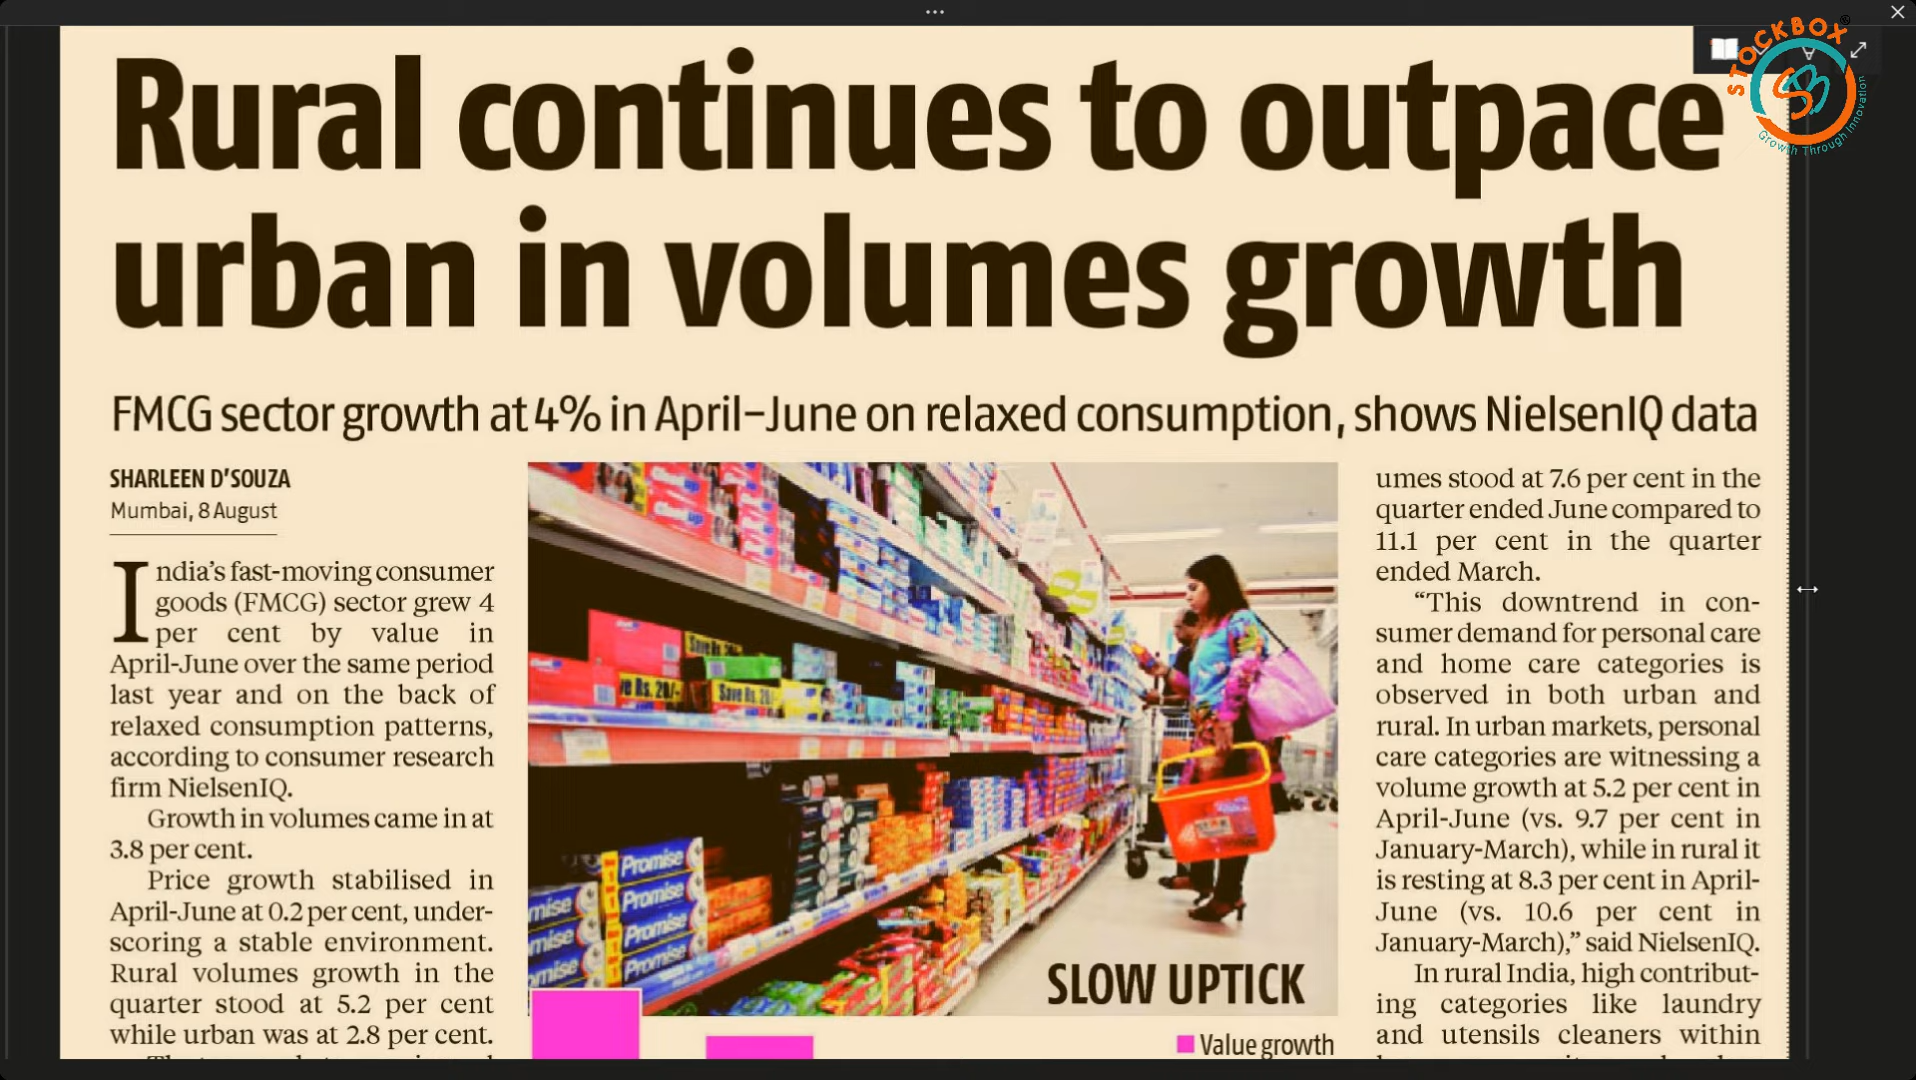 STOCKBOX
Growth Through Innovation
Rural continues to outpace
urban in volumes growth
FMCG sector growth at 4% in April–June on relaxed consumption, shows NielsenIQ data
SHARLEEN D'SOUZA
Mumbai, 8 August
India's fast-moving consumer
goods (FMCG) sector grew 4
per cent by value in
April-June over the same period
last year and on the back of
relaxed consumption patterns,
according to consumer research
firm NielsenIQ.
Growth in volumes came in at
3.8 per cent.
Price growth stabilised in
April-June at 0.2 per cent, under-
scoring a stable environment.
Rural volumes growth in the
quarter stood at 5.2 per cent
while urban was at 2.8 per cent.
Save Rs. 20/-
Promise
Promise
Promise
Promise
SLOW UPTICK
Value growth
umes stood at 7.6 per cent in the
quarter ended June compared to
11.1 per cent in the quarter
ended March.
“This downtrend in con-
sumer demand for personal care
and home care categories is
observed in both urban and
rural. In urban markets, personal
care categories are witnessing a
volume growth at 5.2 per cent in
April-June (vs. 9.7 per cent in
January-March), while in rural it
is resting at 8.3 per cent in April-
June (vs. 10.6 per cent in
January-March),” said NielsenIQ.
In rural India, high contribut-
ing categories like laundry
and utensils cleaners within